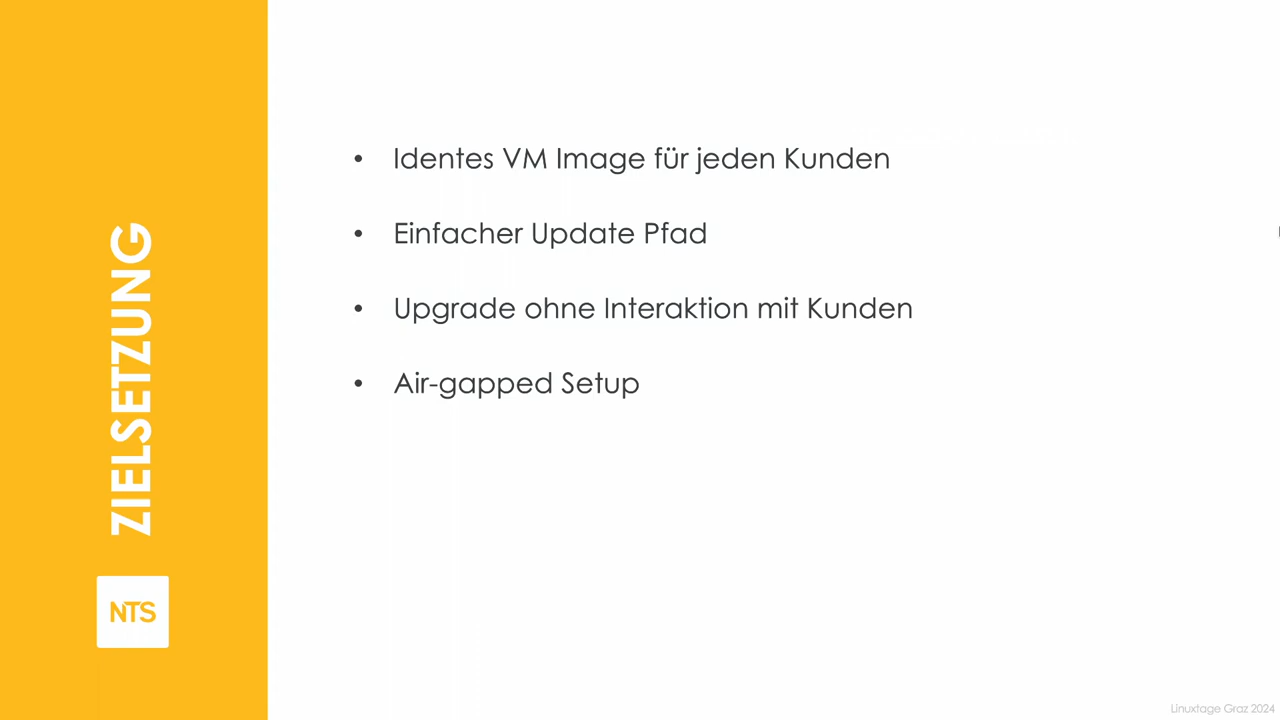 ZIELSETZUNG
NTS
• Identes VM Image für jeden Kunden
• Einfacher Update Pfad
• Upgrade ohne Interaktion mit Kunden
• Air-gapped Setup
Linuxtage Graz 2024